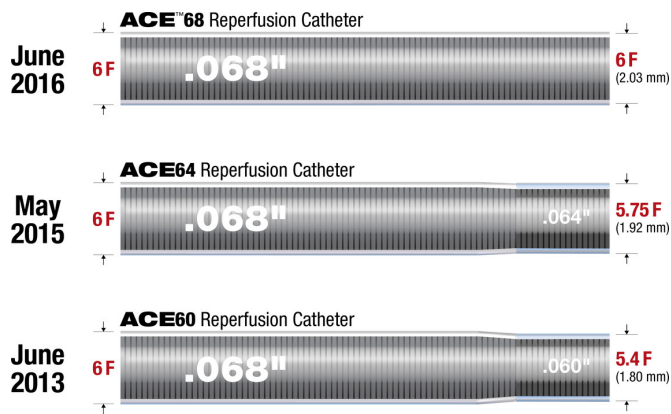 ACE™68 Reperfusion Catheter
June
2016
6 F
.068"
6 F
(2.03 mm)
ACE64 Reperfusion Catheter
May
2015
6 F
.068"
.064"
5.75 F
(1.92 mm)
ACE60 Reperfusion Catheter
June
2013
6 F
.068"
.060"
5.4 F
(1.80 mm)